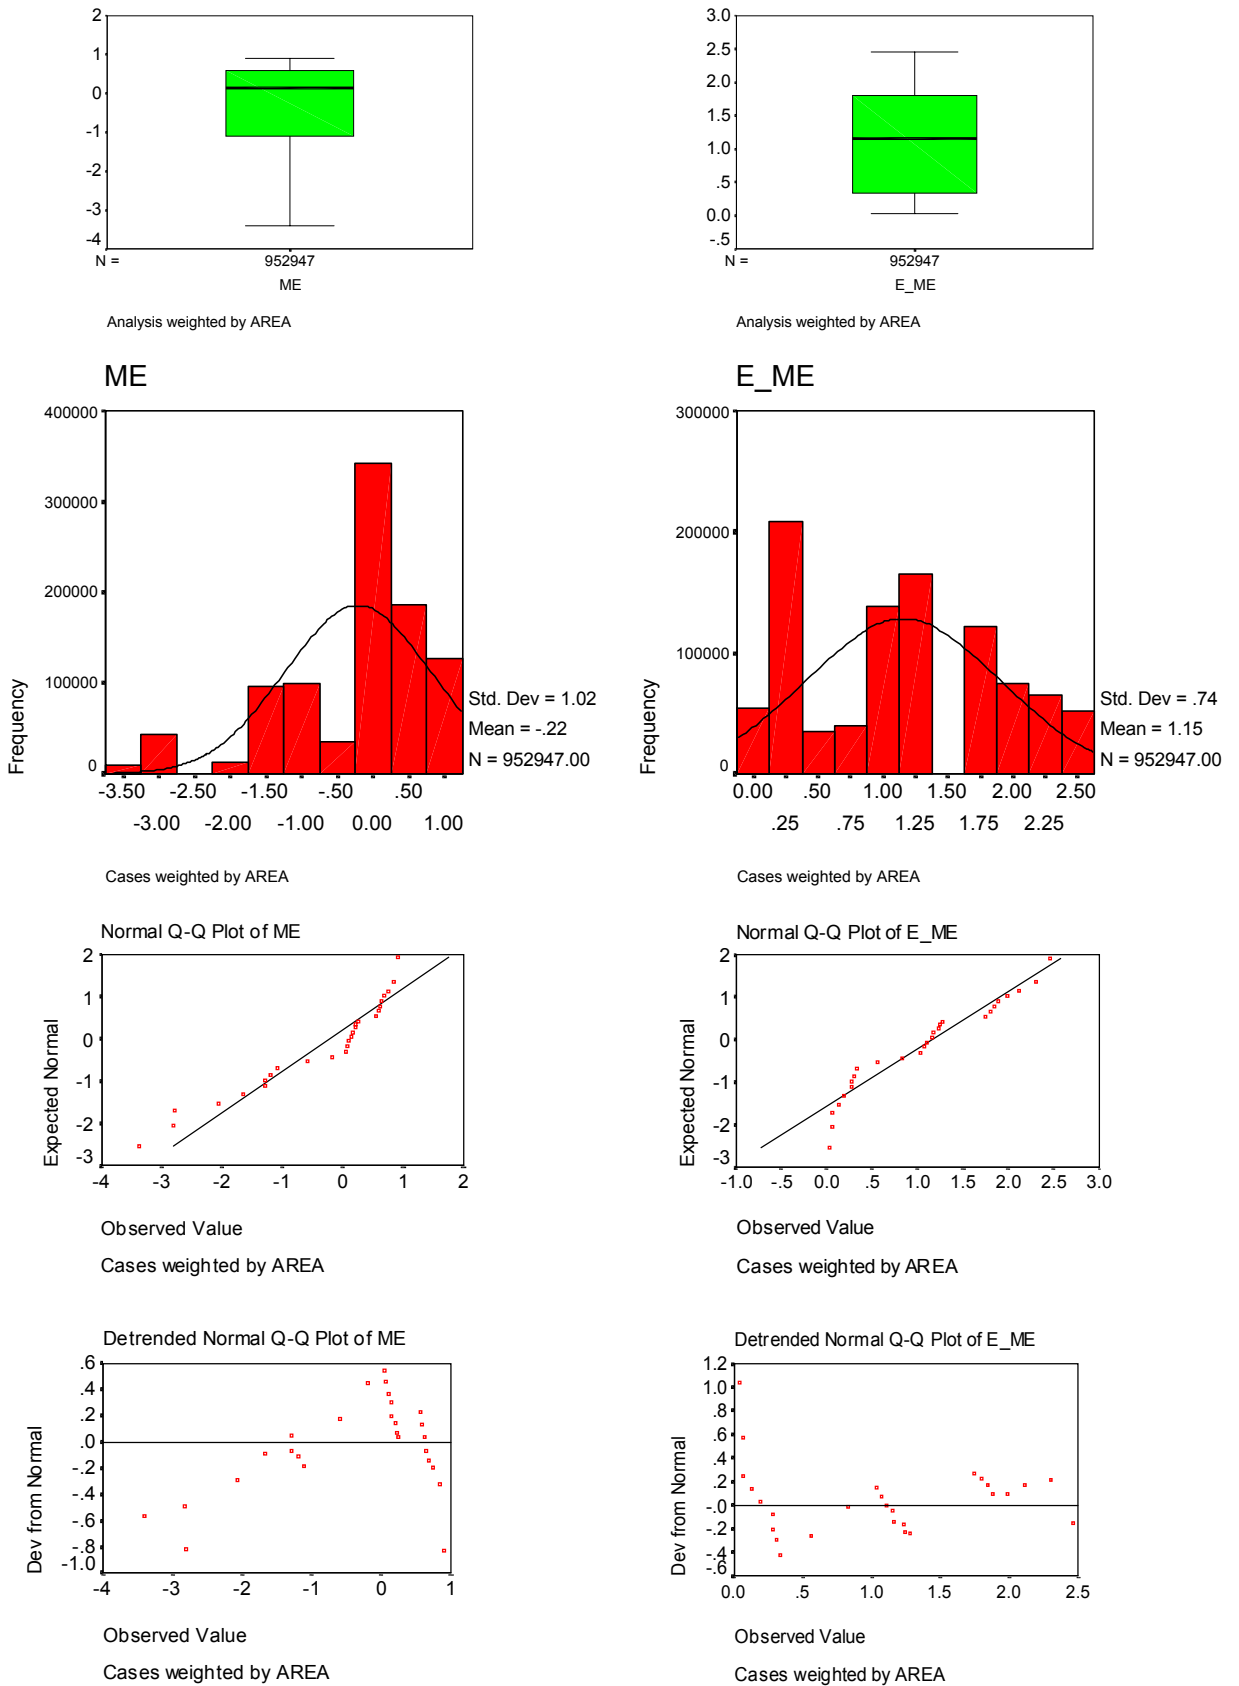 2
1
0
-1
-2
-3
-4
N =
952947
ME
Analysis weighted by AREA
3.0
2.5
2.0
1.5
1.0
.5
0.0
-.5
N =
952947
E_ME
Analysis weighted by AREA
ME
400000
300000
200000
100000
0
Frequency
-3.50 -2.50 -1.50 -.50 .50
-3.00 -2.00 -1.00 0.00 1.00
Std. Dev = 1.02
Mean = -.22
N = 952947.00
Cases weighted by AREA
E_ME
300000
200000
100000
0
Frequency
0.00 .50 1.00 1.50 2.00 2.50
.25 .75 1.25 1.75 2.25
Std. Dev = .74
Mean = 1.15
N = 952947.00
Cases weighted by AREA
Normal Q-Q Plot of ME
2
1
0
-1
-2
-3
Expected Normal
-4 -3 -2 -1 0 1 2
Observed Value
Cases weighted by AREA
Normal Q-Q Plot of E_ME
2
1
0
-1
-2
-3
Expected Normal
-1.0 -.5 0.0 .5 1.0 1.5 2.0 2.5 3.0
Observed Value
Cases weighted by AREA
Detrended Normal Q-Q Plot of ME
.6
.4
.2
.0
-.2
-.4
-.6
-.8
-1.0
Dev from Normal
-4 -3 -2 -1 0 1
Observed Value
Cases weighted by AREA
Detrended Normal Q-Q Plot of E_ME
1.2
1.0
.8
.6
.4
.2
-.0
-.2
-.4
-.6
Dev from Normal
0.0 .5 1.0 1.5 2.0 2.5
Observed Value
Cases weighted by AREA